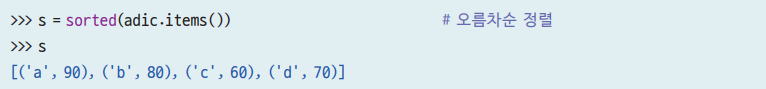 >>> s = sorted(adic.items()) # 오름차순 정렬
>>> s
[('a', 90), ('b', 80), ('c', 60), ('d', 70)]